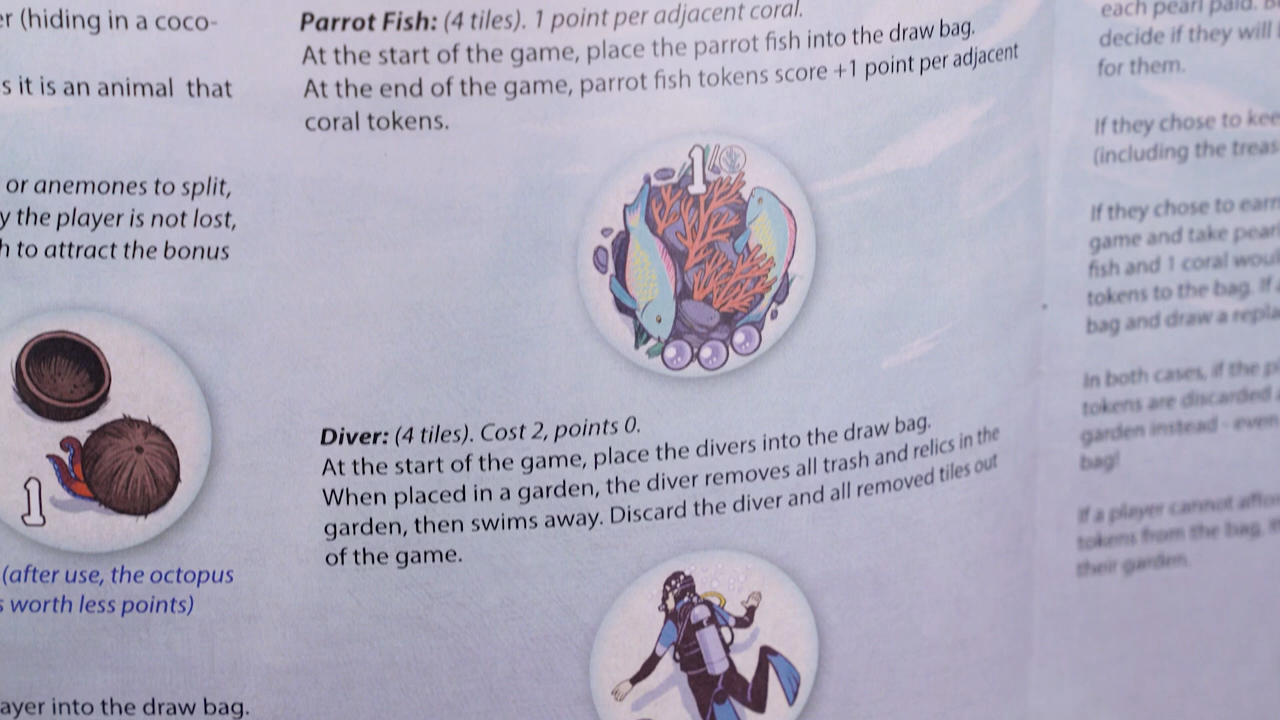 er (hiding in a coco-
s it is an animal that
or anemones to split,
y the player is not lost,
h to attract the bonus
1
(after use, the octopus
s worth less points)
ayer into the draw bag.
Parrot Fish: (4 tiles). 1 point per adjacent coral.
At the start of the game, place the parrot fish into the draw bag.
At the end of the game, parrot fish tokens score +1 point per adjacent
coral tokens.
1/
Diver: (4 tiles). Cost 2, points 0.
At the start of the game, place the divers into the draw bag.
When placed in a garden, the diver removes all trash and relics in the
garden, then swims away. Discard the diver and all removed tiles out
of the game.
each pearl paid.
decide if they will
for them.
If they chose to kee
(including the treas
If they chose to earn
game and take pearl
fish and 1 coral woul
tokens to the bag. If
bag and draw a repla
In both cases, if the p
tokens are discarded
garden instead - even
bag!
If a player cannot affo
tokens from the bag,
their garden.